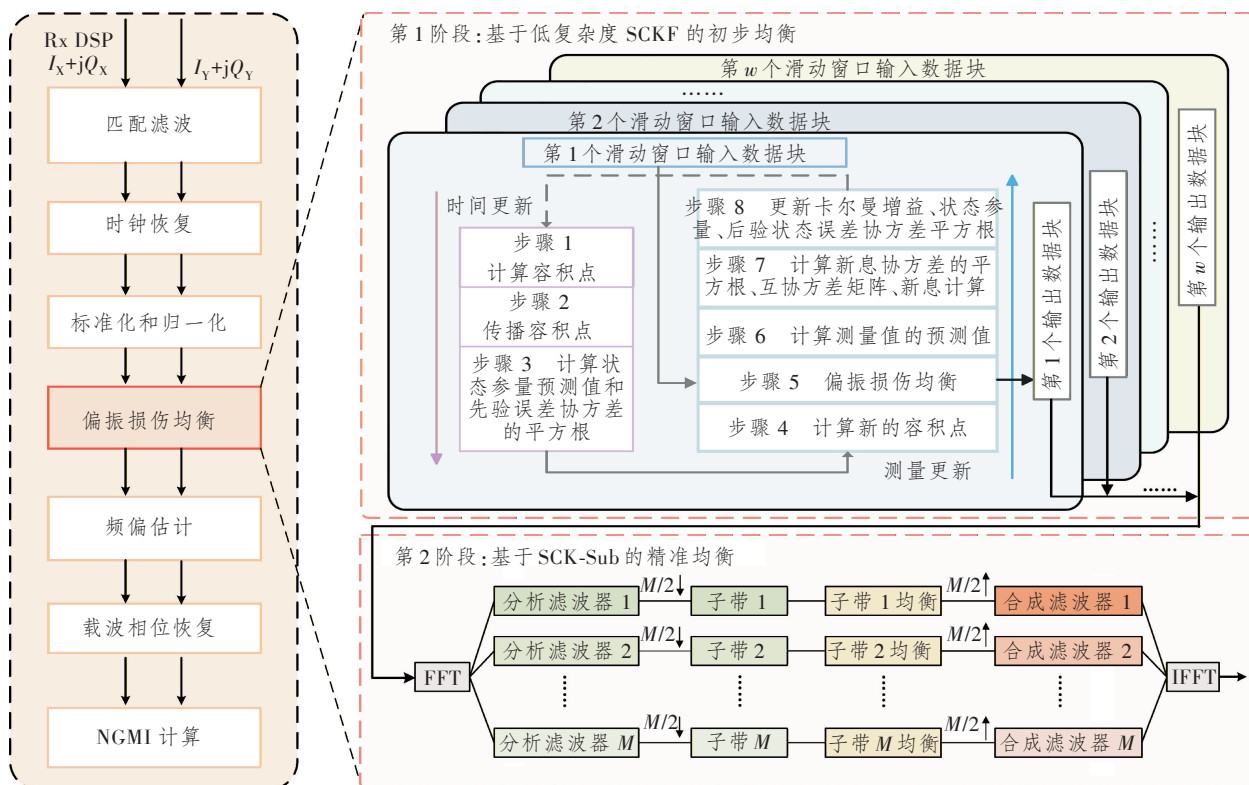 Rx DSP
I_X+jQ_X
I_Y+jQ_Y
匹配滤波
时钟恢复
标准化和归一化
偏振损伤均衡
频偏估计
载波相位恢复
NGMI 计算
第1阶段:基于低复杂度 SCKF 的初步均衡
第 w 个滑动窗口输入数据块
……
第2个滑动窗口输入数据块
第1个滑动窗口输入数据块
时间更新
步骤 1
计算容积点
步骤 2
传播容积点
步骤 3 计算状
态参量预测值和
先验误差协方差
的平方根
步骤 8 更新卡尔曼增益、状态参
量、后验状态误差协方差平方根
步骤 7 计算新息协方差的平
方根、互协方差矩阵、新息计算
步骤 6 计算测量值的预测值
步骤 5 偏振损伤均衡
步骤 4 计算新的容积点
测量更新
第1个输出数据块
第2个输出数据块
……
第 w 个输出数据块
……
第2阶段:基于 SCK-Sub 的精准均衡
FFT
分析滤波器 1
M/2↓
子带 1
子带 1 均衡
M/2↑
合成滤波器 1
分析滤波器 2
M/2↓
子带 2
子带 2 均衡
M/2↑
合成滤波器 2
……
……
……
……
分析滤波器 M
M/2↓
子带 M
子带 M 均衡
M/2↑
合成滤波器 M
IFFT